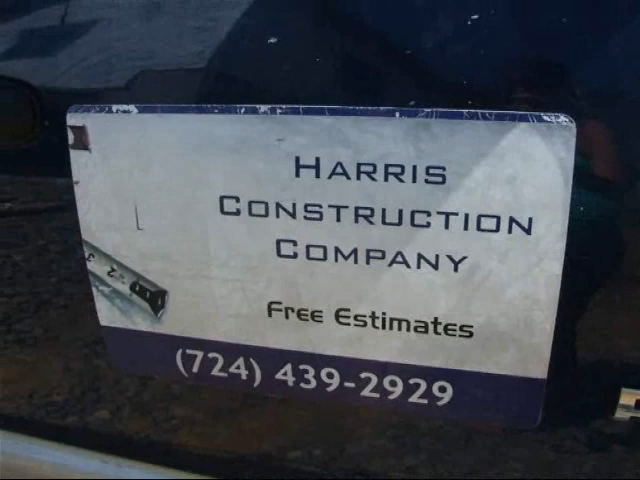 Harris
Construction
Company
Free Estimates
(724) 439-2929